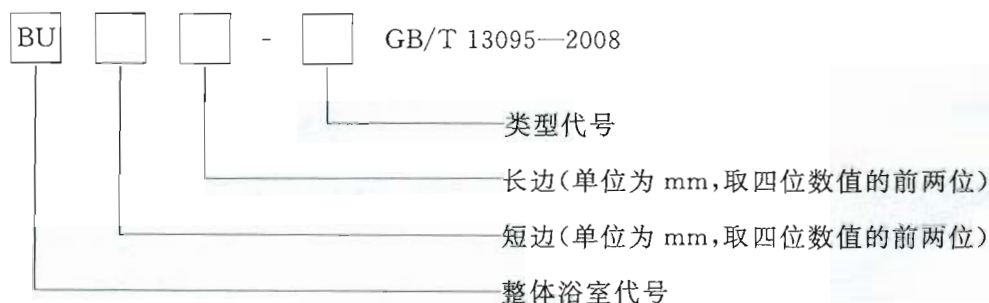 BU - GB/T 13095—2008
类型代号
长边(单位为 mm,取四位数值的前两位)
短边(单位为 mm,取四位数值的前两位)
整体浴室代号